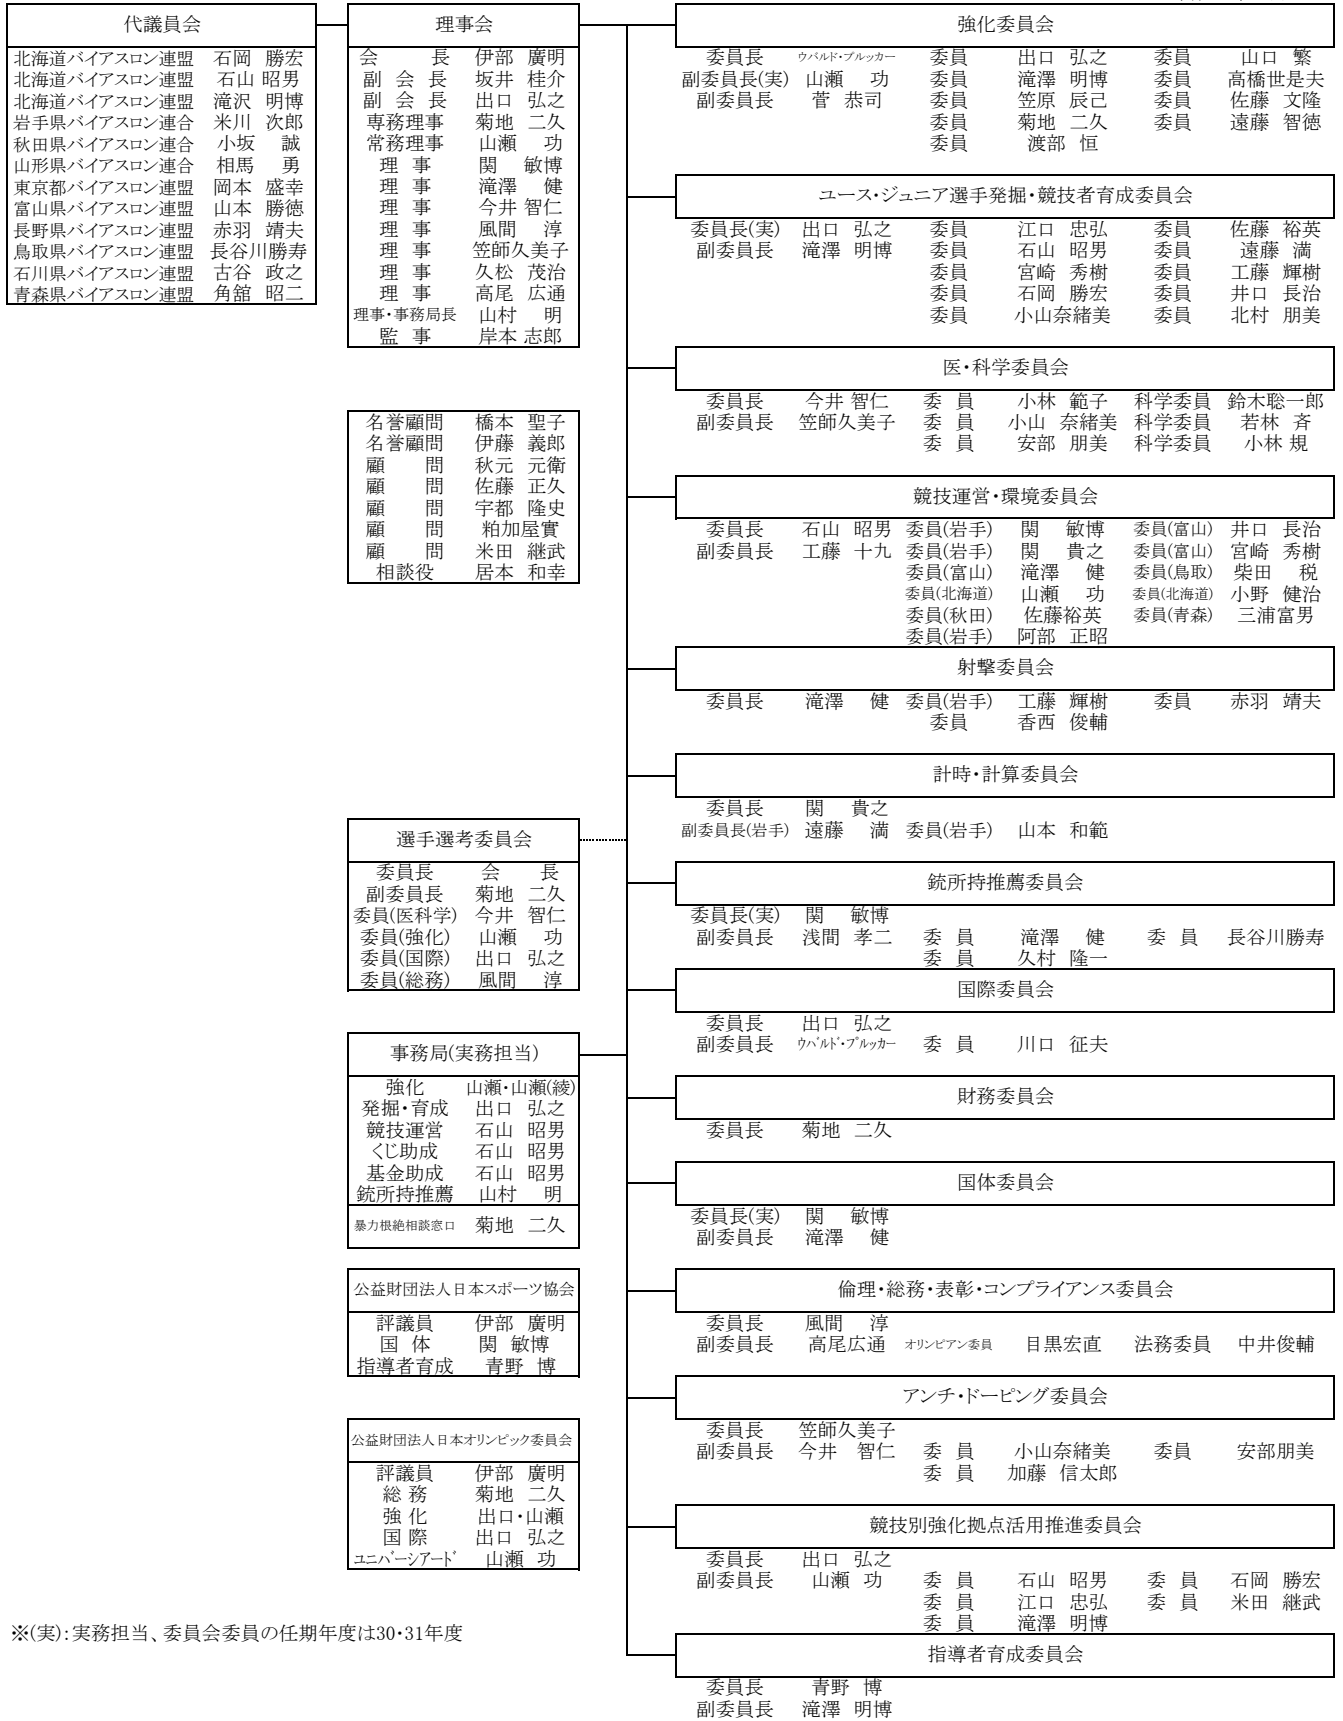 代議員会
北海道バイアスロン連盟 石岡 勝宏
北海道バイアスロン連盟 石山 昭男
北海道バイアスロン連盟 滝沢 明博
岩手県バイアスロン連合 米川 次郎
秋田県バイアスロン連合 小坂 誠
山形県バイアスロン連合 相馬 勇
東京都バイアスロン連盟 岡本 盛幸
富山県バイアスロン連盟 山本 勝徳
長野県バイアスロン連盟 赤羽 靖夫
鳥取県バイアスロン連盟 長谷川勝寿
石川県バイアスロン連盟 古谷 政之
青森県バイアスロン連盟 角舘 昭二
理事会
会 長 伊部 廣明
副 会 長 坂井 桂介
副 会 長 出口 弘之
専務理事 菊地 二久
常務理事 山瀬 功
理 事 関 敏博
理 事 滝澤 健
理 事 今井 智仁
理 事 風間 淳
理 事 笠師久美子
理 事 久松 茂治
理 事 高尾 広通
理事・事務局長 山村 明
監 事 岸本 志郎
名誉顧問 橋本 聖子
名誉顧問 伊藤 義郎
顧 問 秋元 元衛
顧 問 佐藤 正久
顧 問 宇都 隆史
顧 問 粕加屋實
顧 問 米田 継武
相談役 居本 和幸
選手選考委員会
委員長 会 長
副委員長 菊地 二久
委員(医科学) 今井 智仁
委員(強化) 山瀬 功
委員(国際) 出口 弘之
委員(総務) 風間 淳
事務局(実務担当)
強化 山瀬・山瀬(綾)
発掘・育成 出口 弘之
競技運営 石山 昭男
くじ助成 石山 昭男
基金助成 石山 昭男
銃所持推薦 山村 明
暴力根絶相談窓口 菊地 二久
公益財団法人日本スポーツ協会
評議員 伊部 廣明
国 体 関 敏博
指導者育成 青野 博
公益財団法人日本オリンピック委員会
評議員 伊部 廣明
総 務 菊地 二久
強 化 出口・山瀬
国 際 出口 弘之
ユニバーシアード 山瀬 功
強化委員会
委員長 ウバルド・プルッカー 委員 出口 弘之 委員 山口 繁
副委員長(実) 山瀬 功 委員 滝澤 明博 委員 高橋世是夫
副委員長 菅 恭司 委員 笠原 辰己 委員 佐藤 文隆
委員 菊地 二久 委員 遠藤 智徳
委員 渡部 恒
ユース・ジュニア選手発掘・競技者育成委員会
委員長(実) 出口 弘之 委員 江口 忠弘 委員 佐藤 裕英
副委員長 滝澤 明博 委員 石山 昭男 委員 遠藤 満
委員 宮崎 秀樹 委員 工藤 輝樹
委員 石岡 勝宏 委員 井口 長治
委員 小山奈緒美 委員 北村 朋美
医・科学委員会
委員長 今井 智仁 委 員 小林 範子 科学委員 鈴木聡一郎
副委員長 笠師久美子 委 員 小山 奈緒美 科学委員 若林 斉
委 員 安部 朋美 科学委員 小林 規
競技運営・環境委員会
委員長 石山 昭男 委員(岩手) 関 敏博 委員(富山) 井口 長治
副委員長 工藤 十九 委員(岩手) 関 貴之 委員(富山) 宮崎 秀樹
委員(富山) 滝澤 健 委員(鳥取) 柴田 税
委員(北海道) 山瀬 功 委員(北海道) 小野 健治
委員(秋田) 佐藤裕英 委員(青森) 三浦富男
委員(岩手) 阿部 正昭
射撃委員会
委員長 滝澤 健 委員(岩手) 工藤 輝樹 委員 赤羽 靖夫
委員 香西 俊輔
計時・計算委員会
委員長 関 貴之
副委員長(岩手) 遠藤 満 委員(岩手) 山本 和範
銃所持推薦委員会
委員長(実) 関 敏博
副委員長 浅間 孝二 委 員 滝澤 健 委 員 長谷川勝寿
委 員 久村 隆一
国際委員会
委員長 出口 弘之
副委員長 ウバルド・プルッカー 委 員 川口 征夫
財務委員会
委員長 菊地 二久
国体委員会
委員長(実) 関 敏博
副委員長 滝澤 健
倫理・総務・表彰・コンプライアンス委員会
委員長 風間 淳
副委員長 高尾広通 オリンピアン委員 目黒宏直 法務委員 中井俊輔
アンチ・ドーピング委員会
委員長 笠師久美子
副委員長 今井 智仁 委 員 小山奈緒美 委員 安部朋美
委 員 加藤 信太郎
競技別強化拠点活用推進委員会
委員長 出口 弘之
副委員長 山瀬 功 委 員 石山 昭男 委 員 石岡 勝宏
委 員 江口 忠弘 委 員 米田 継武
委 員 滝澤 明博
指導者育成委員会
委員長 青野 博
副委員長 滝澤 明博
※(実):実務担当、委員会委員の任期年度は30・31年度